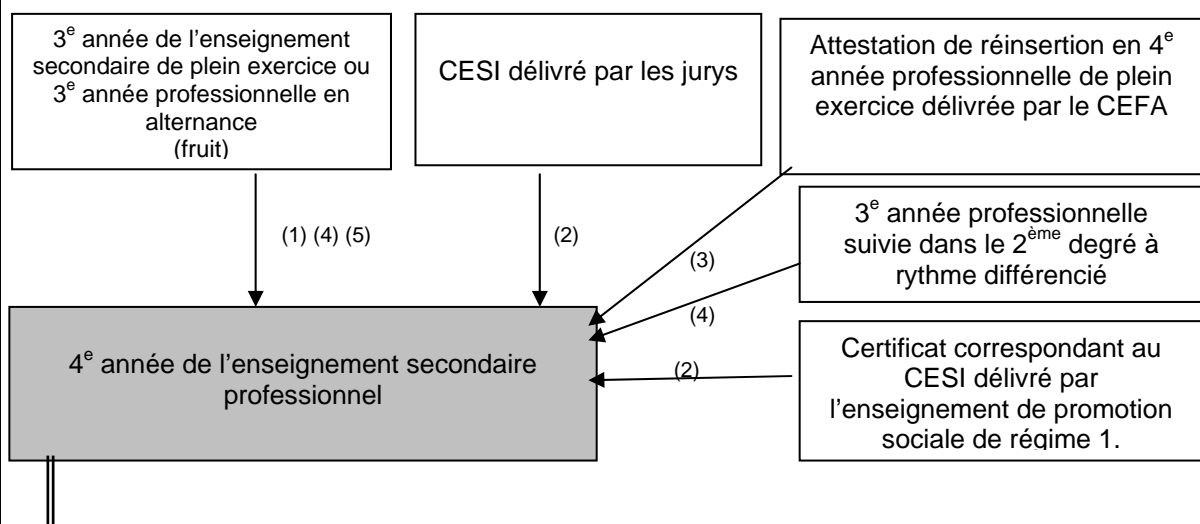 3e année de l’enseignement
secondaire de plein exercice ou
3e année professionnelle en
alternance
(fruit)
CESI délivré par les jurys
Attestation de réinsertion en 4e
année professionnelle de plein
exercice délivrée par le CEFA
(1) (4) (5)
(2)
(3)
3e année professionnelle
suivie dans le 2ème degré à
rythme différencié
(4)
4e année de l’enseignement secondaire
professionnel
(2)
Certificat correspondant au
CESI délivré par
l’enseignement de promotion
sociale de régime 1.